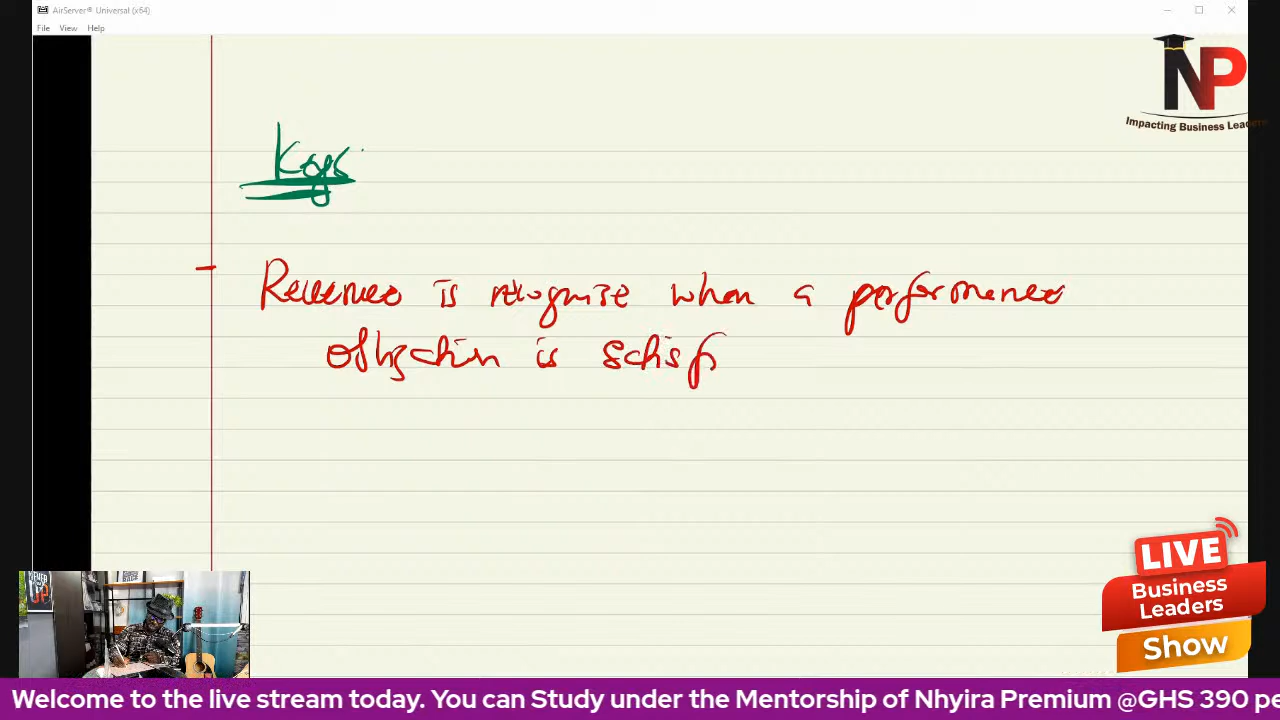 AirServer® Universal (x64)
File View Help
NP
Impacting Business Leaders
Keys
- Revenue is recognise when a performance
obligation is satisf
LIVE
Business
Leaders
Show
Welcome to the live stream today. You can Study under the Mentorship of Nhyira Premium @GHS 390 pe